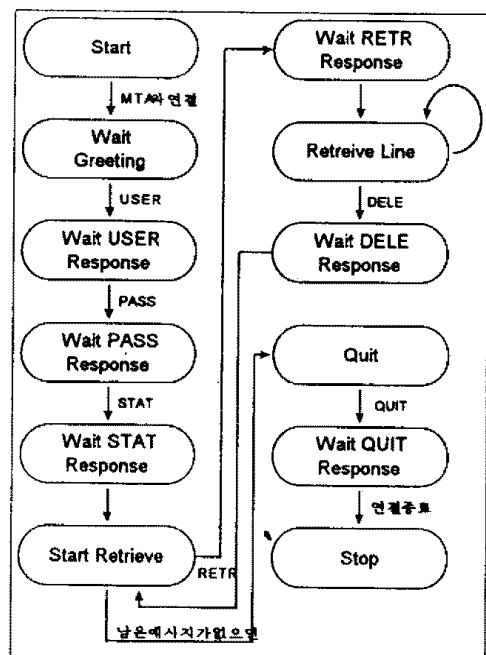 Start
MTA와 연결
Wait
Greeting
USER
Wait USER
Response
PASS
Wait PASS
Response
STAT
Wait STAT
Response
Start Retrieve
RETR
남은메시지가없으면
Wait RETR
Response
Retreive Line
DELE
Wait DELE
Response
Quit
QUIT
Wait QUIT
Response
연결종료
Stop